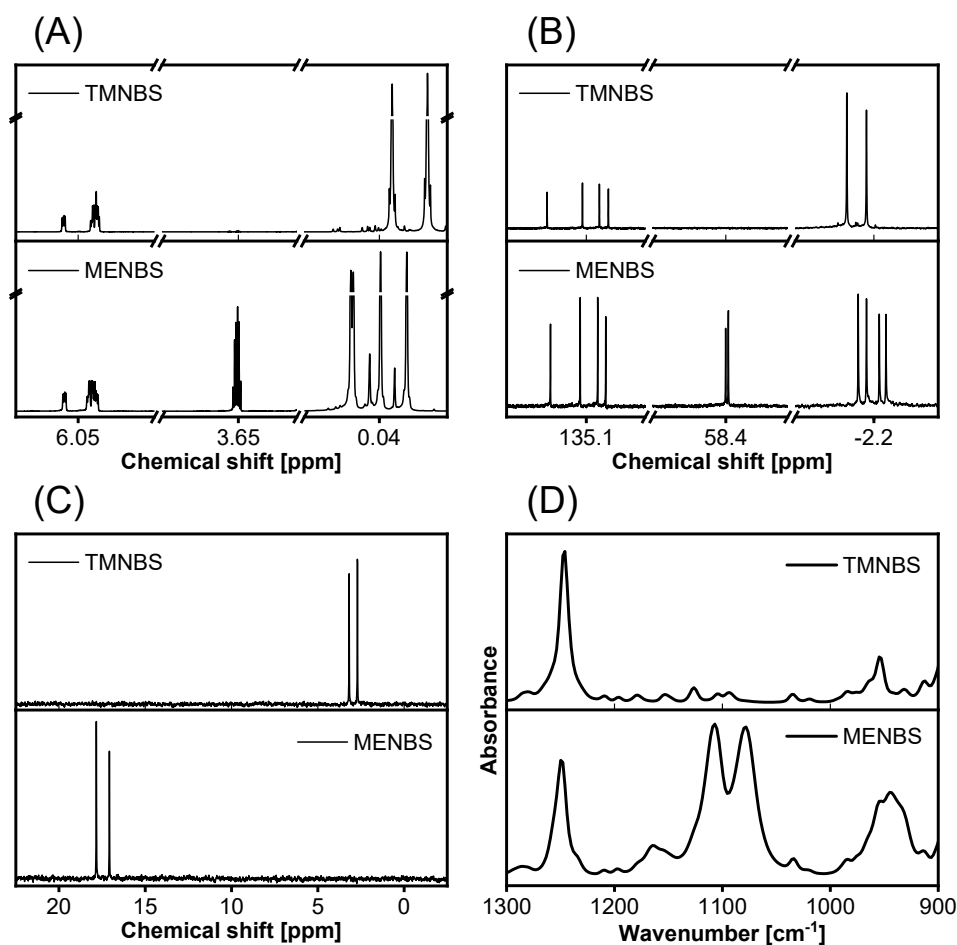 (A)
TMNBS
MENBS
6.05 3.65 0.04
Chemical shift [ppm]
(B)
TMNBS
MENBS
135.1 58.4 -2.2
Chemical shift [ppm]
(C)
TMNBS
MENBS
20 15 10 5 0
Chemical shift [ppm]
(D)
Absorbance
TMNBS
MENBS
1300 1200 1100 1000 900
Wavenumber [cm-1]